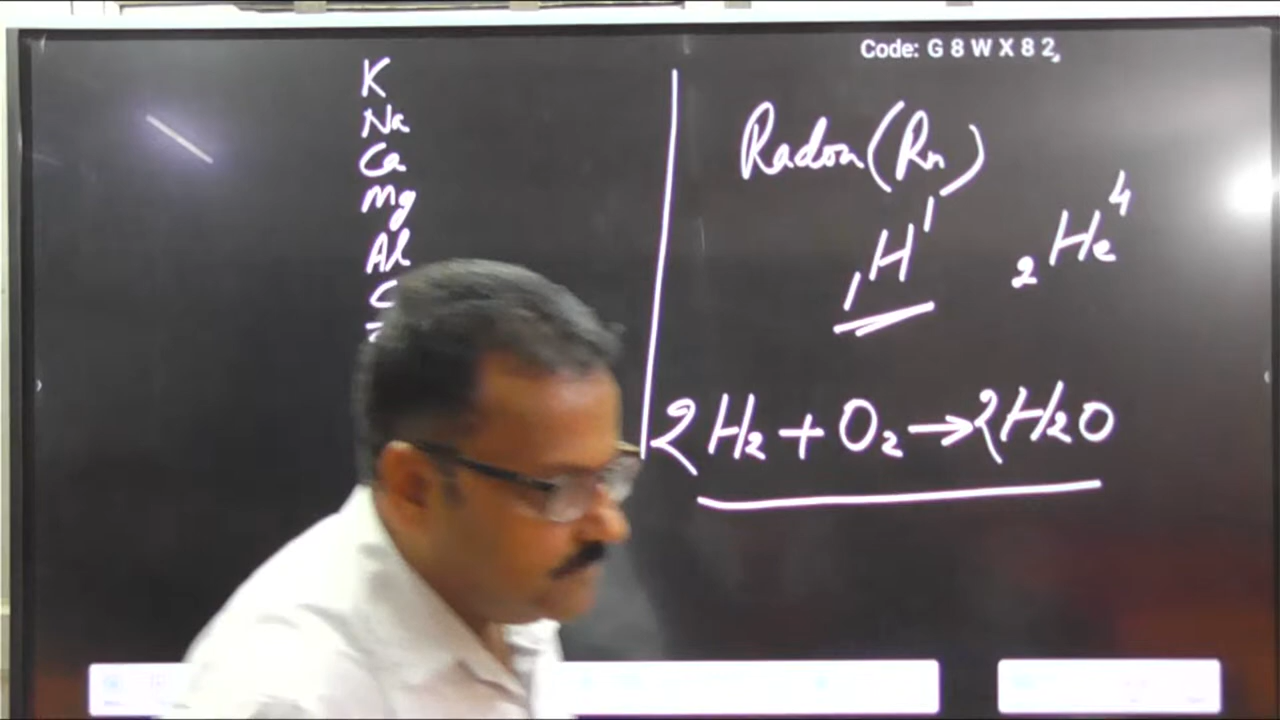 Code: G 8 W X 8 2,
K
Na
Ca
Mg
Al
Radon (Rn)
₁H¹ ₂He⁴
2H₂ + O₂ → 2H₂O